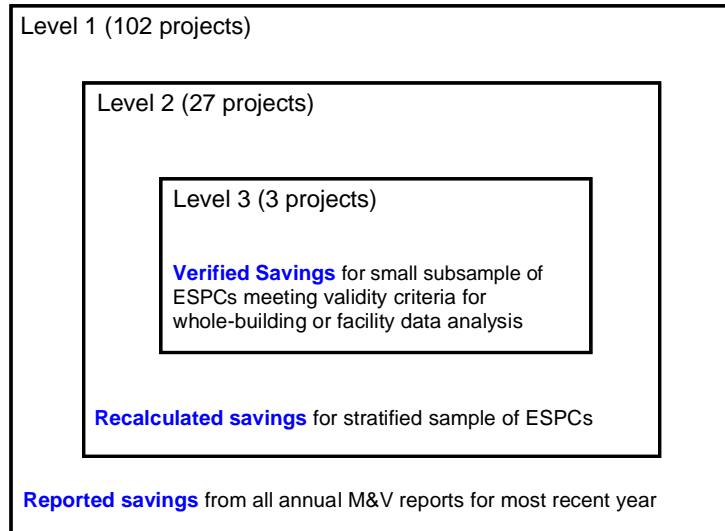 Level 1 (102 projects)
Level 2 (27 projects)
Level 3 (3 projects)
Verified Savings for small subsample of
ESPCs meeting validity criteria for
whole-building or facility data analysis
Recalculated savings for stratified sample of ESPCs
Reported savings from all annual M&V reports for most recent year